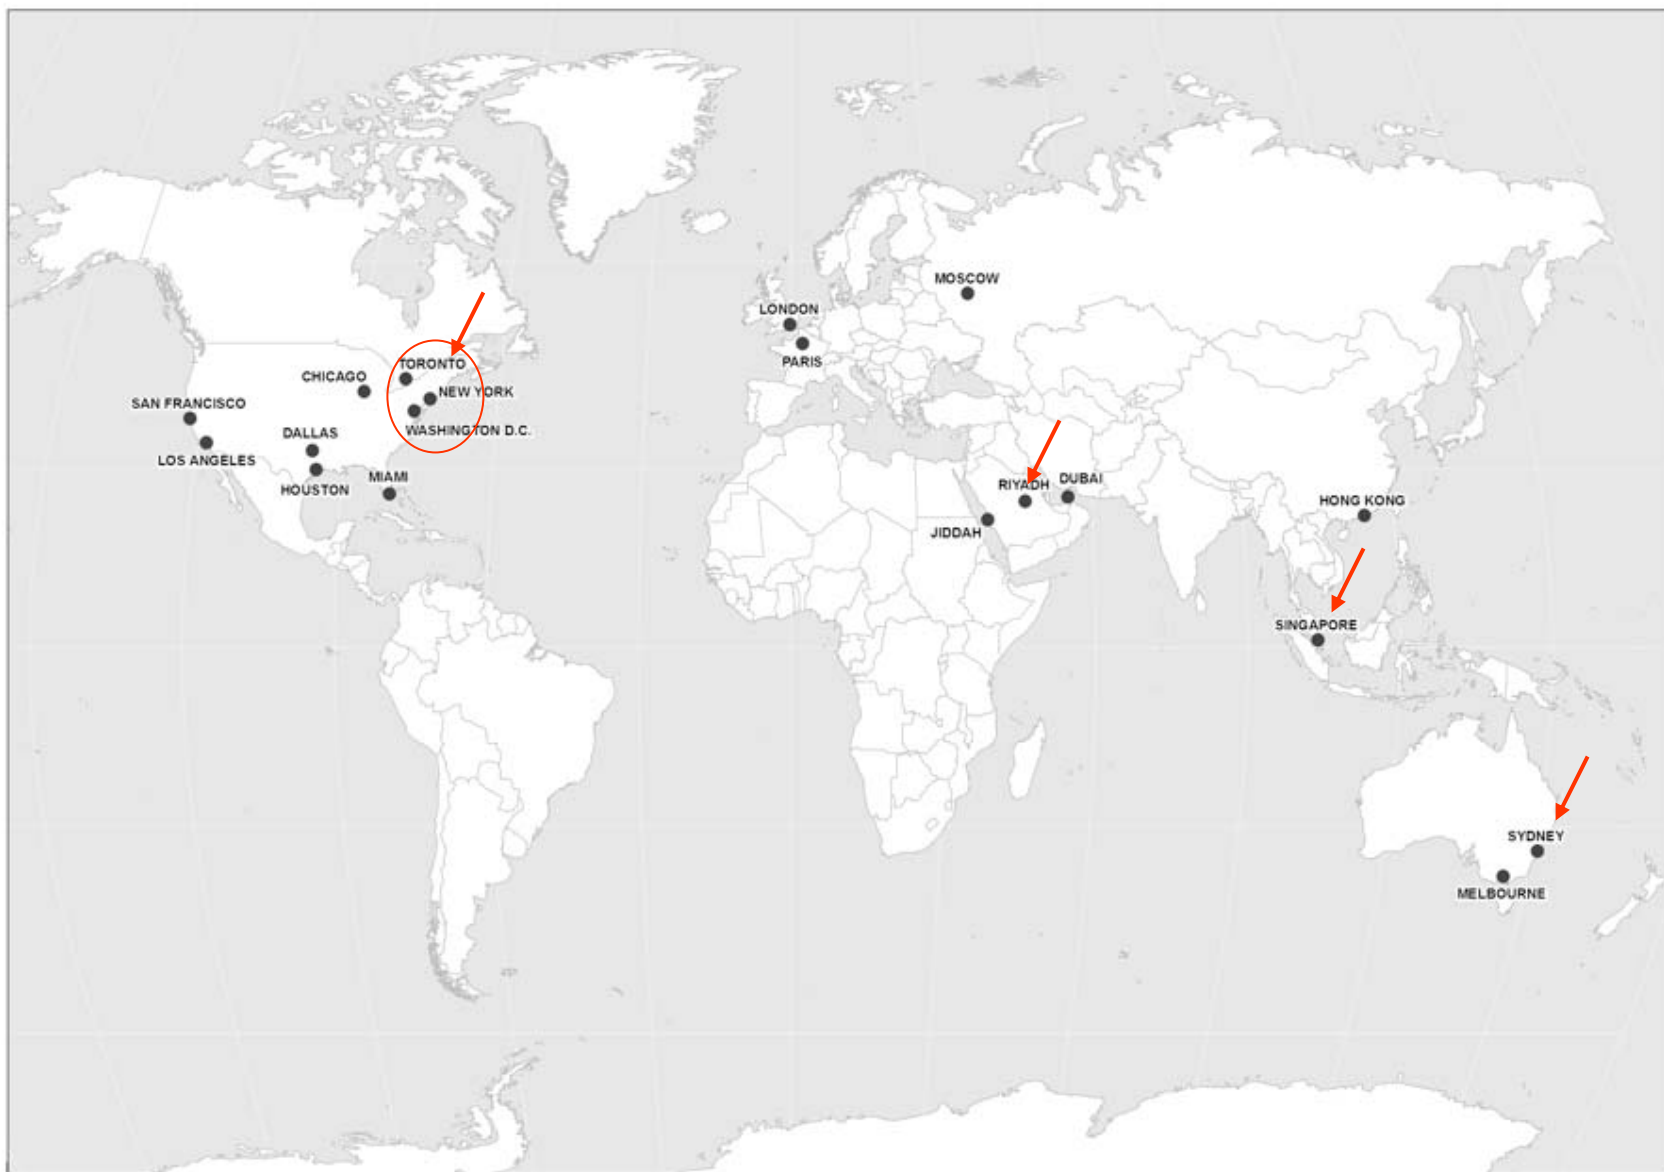 MOSCOW
LONDON
PARIS
TORONTO
CHICAGO
NEW YORK
SAN FRANCISCO
WASHINGTON D.C.
DALLAS
LOS ANGELES
MIAMI
HOUSTON
RIYADH
DUBAI
HONG KONG
JIDDAH
SINGAPORE
SYDNEY
MELBOURNE